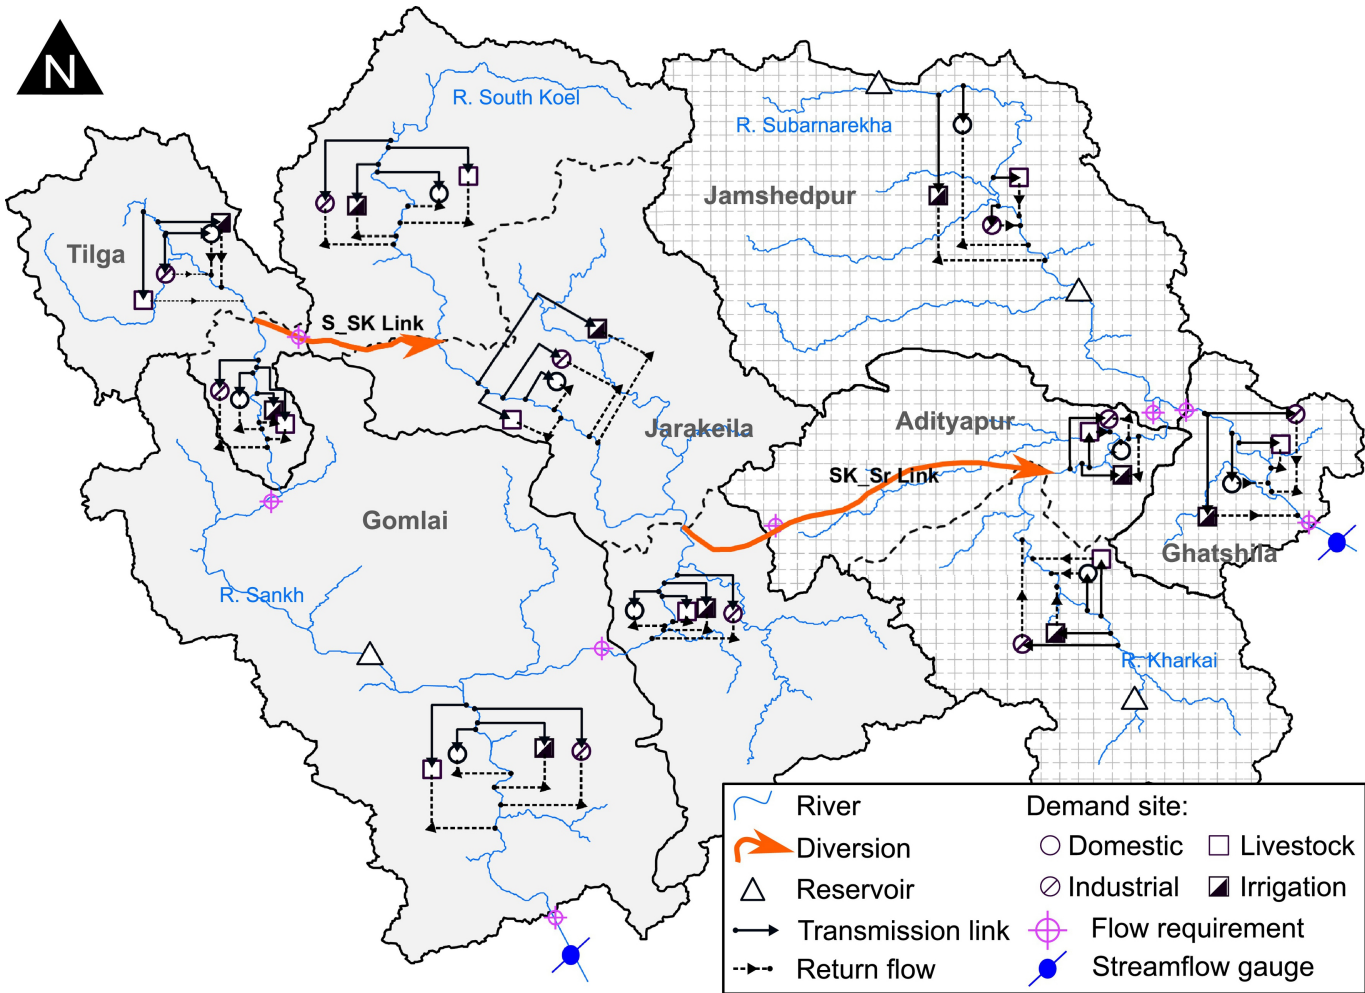 N
R. South Koel
R. Subarnarekha
Jamshedpur
Tilga
S_SK Link
Jarakeila
Adityapur
SK_Sr Link
Gomlai
Ghatshila
R. Sankh
R. Kharkai
River
Diversion
Reservoir
Transmission link
Return flow
Demand site:
Domestic
Livestock
Industrial
Irrigation
Flow requirement
Streamflow gauge